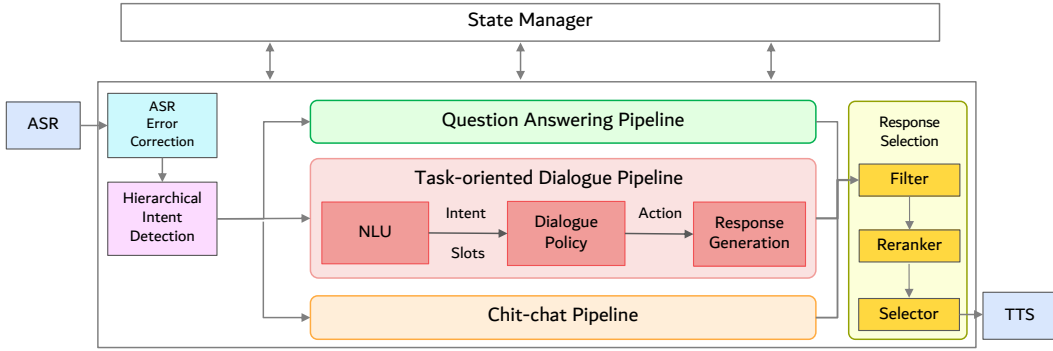 State Manager
ASR
ASR
Error
Correction
Hierarchical
Intent
Detection
Question Answering Pipeline
Task-oriented Dialogue Pipeline
NLU
Intent
Slots
Dialogue
Policy
Action
Response
Generation
Chit-chat Pipeline
Response
Selection
Filter
Reranker
Selector
TTS